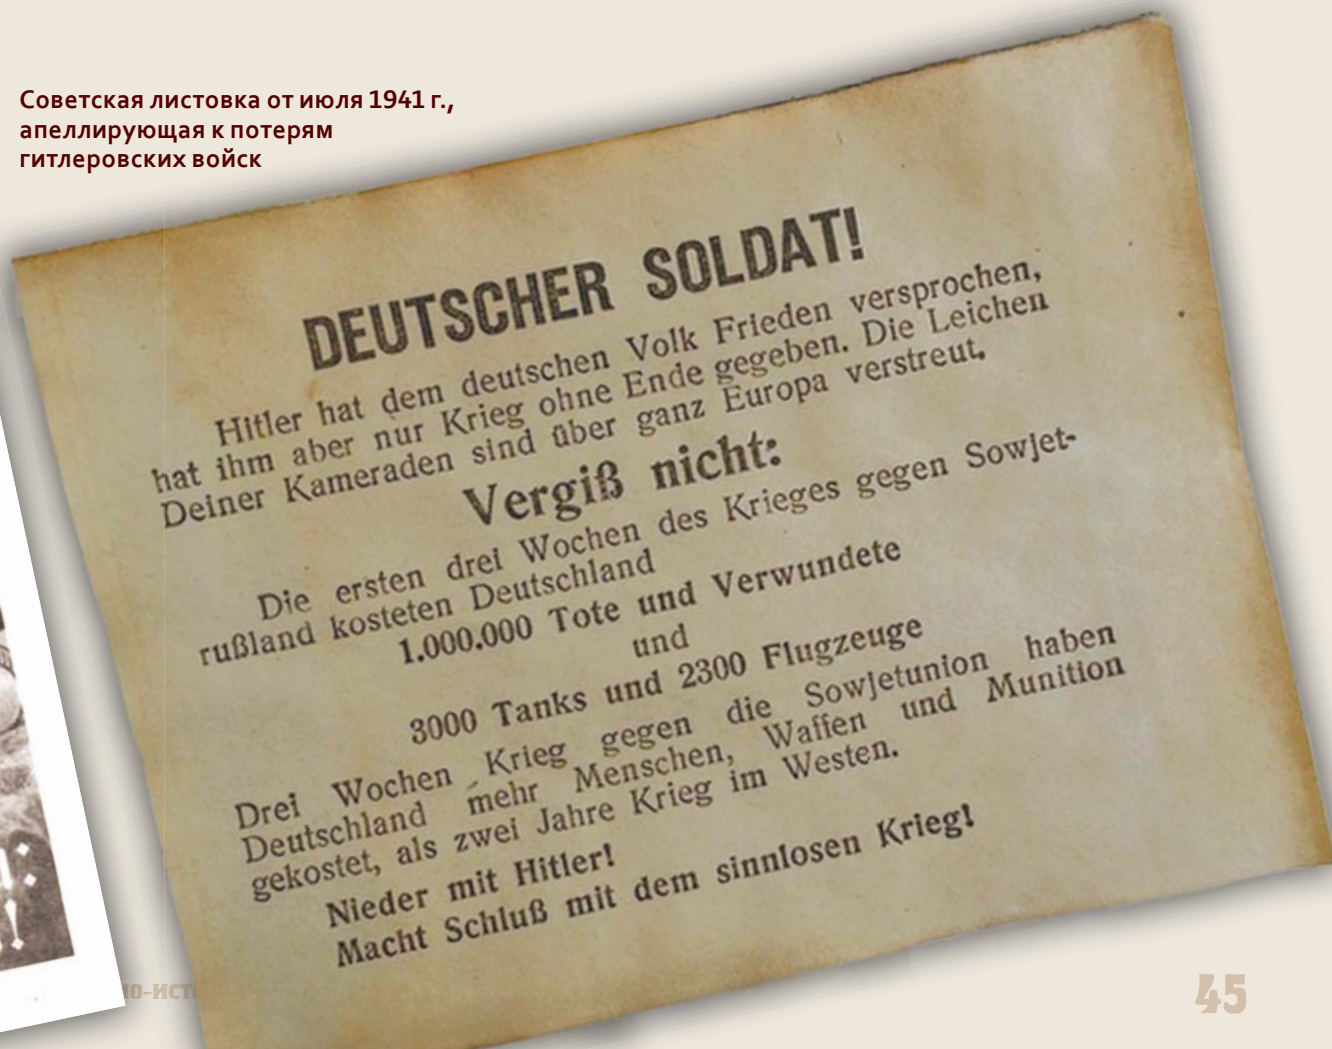 Советская листовка от июля 1941 г.,
апеллирующая к потерям
гитлеровских войск
DEUTSCHER SOLDAT!
Hitler hat dem deutschen Volk Frieden versprochen,
hat ihm aber nur Krieg ohne Ende gegeben. Die Leichen
Deiner Kameraden sind über ganz Europa verstreut.
Vergiß nicht:
Die ersten drei Wochen des Krieges gegen Sowjet-
rußland kosteten Deutschland
1.000.000 Tote und Verwundete
und
3000 Tanks und 2300 Flugzeuge
Drei Wochen Krieg gegen die Sowjetunion haben
Deutschland mehr Menschen, Waffen und Munition
gekostet, als zwei Jahre Krieg im Westen.
Nieder mit Hitler!
Macht Schluß mit dem sinnlosen Krieg!
45